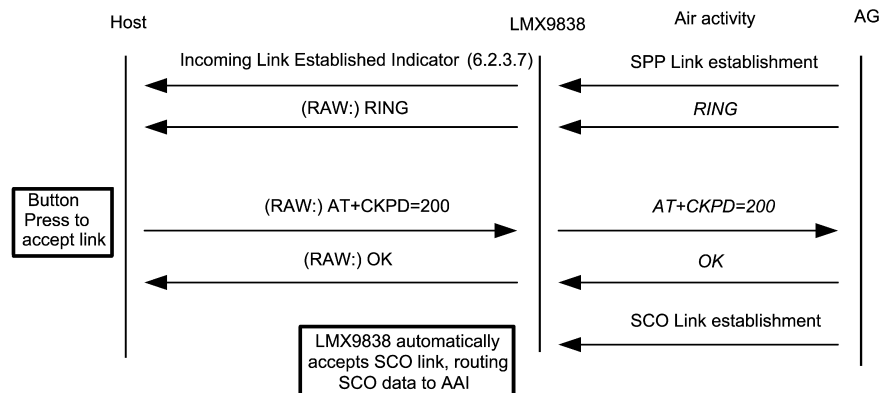 Host
LMX9838
Air activity
AG
Incoming Link Established Indicator (6.2.3.7)
SPP Link establishment
(RAW:) RING
RING
Button
Press to
accept link
(RAW:) AT+CKPD=200
AT+CKPD=200
(RAW:) OK
OK
SCO Link establishment
LMX9838 automatically
accepts SCO link, routing
SCO data to AAI